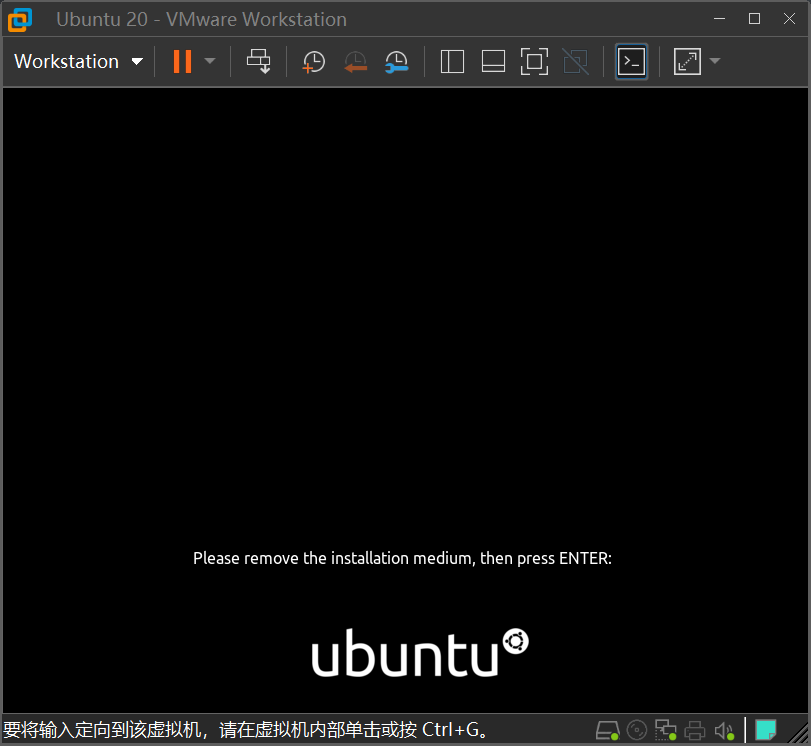 Ubuntu 20 - VMware Workstation
Workstation
Please remove the installation medium, then press ENTER:
ubuntu
要将输入定向到该虚拟机，请在虚拟机内部单击或按 Ctrl+G。